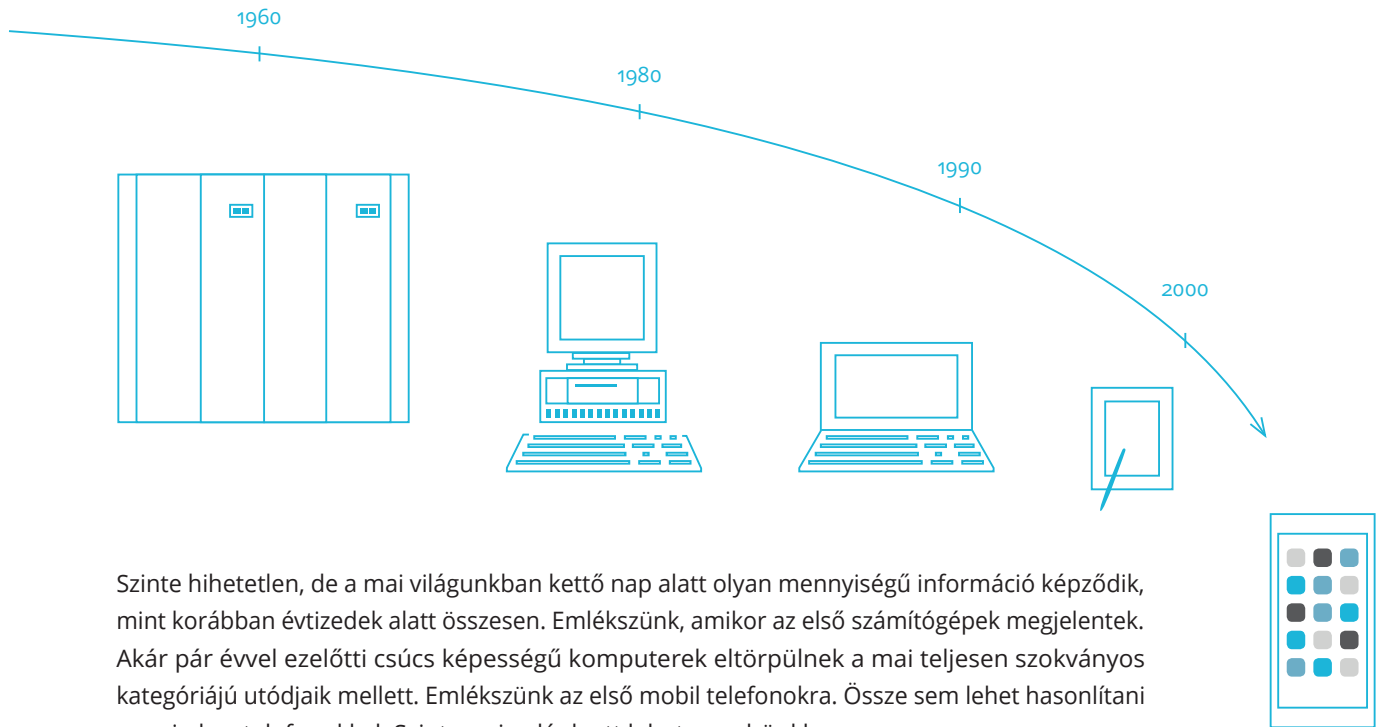 1960
1980
1990
2000
Szinte hihetetlen, de a mai világunkban kettő nap alatt olyan mennyiségű információ képződik,
mint korábban évtizedek alatt összesen. Emlékszünk, amikor az első számítógépek megjelentek.
Akár pár évvel ezelőtti csúcs képességű komputerek eltörpülnek a mai teljesen szokványos
kategóriájú utódjaik mellett. Emlékszünk az első mobil telefonokra. Össze sem lehet hasonlítani